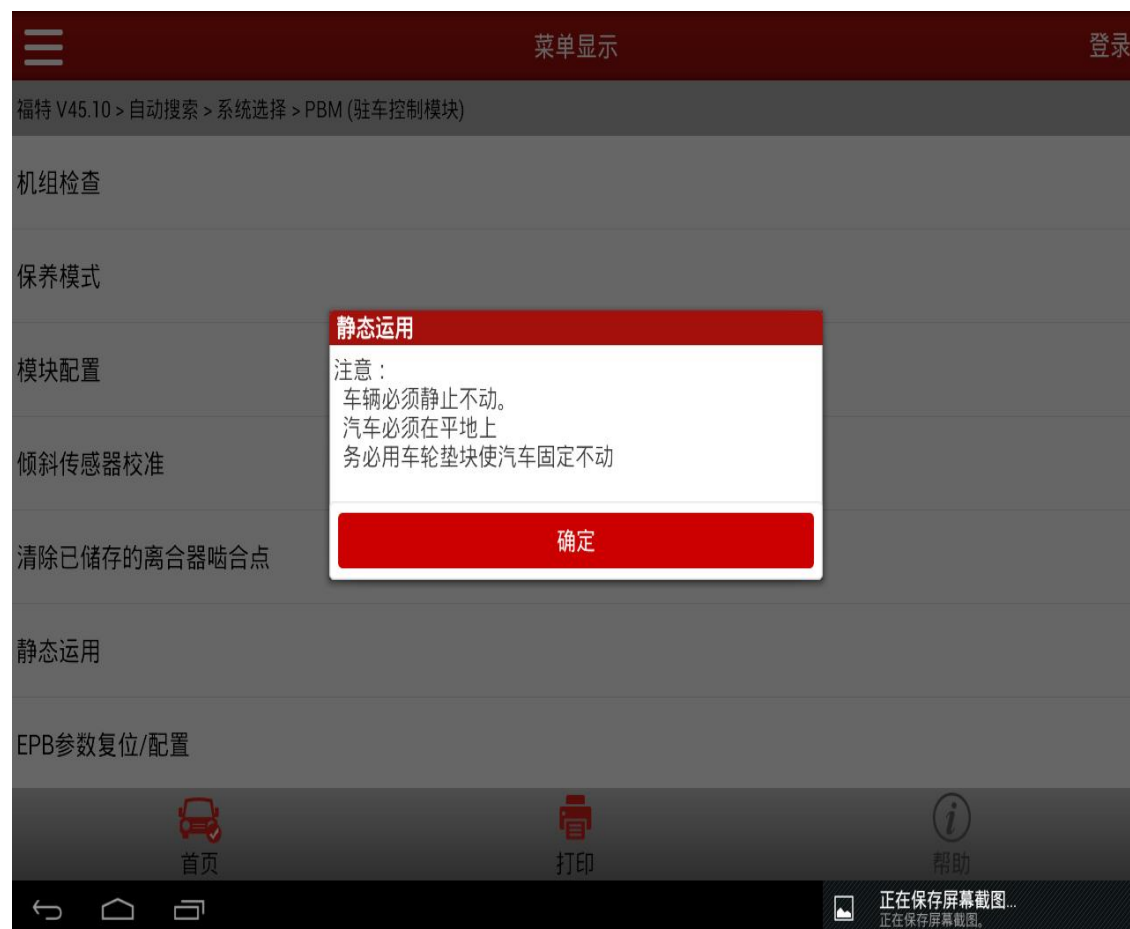 菜单显示
登录
福特 V45.10 > 自动搜索 > 系统选择 > PBM (驻车控制模块)
机组检查
保养模式
模块配置
倾斜传感器校准
清除已储存的离合器啮合点
静态运用
EPB参数复位/配置
静态运用
注意：
车辆必须静止不动。
汽车必须在平地上
务必用车轮垫块使汽车固定不动
确定
首页
打印
帮助
正在保存屏幕截图...
正在保存屏幕截图。